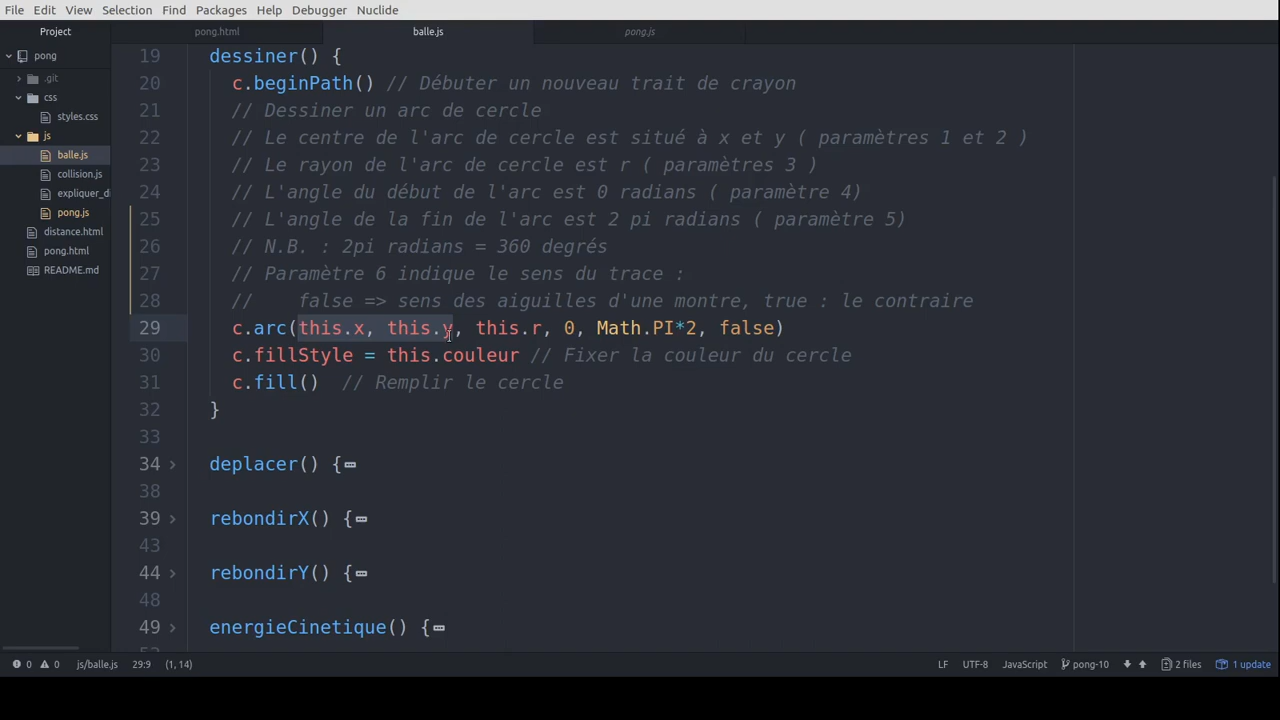 File Edit View Selection Find Packages Help Debugger Nuclide
Project
pong.html
balle.js
pong.js
pong
.git
css
styles.css
js
balle.js
collision.js
expliquer_di
pong.js
distance.html
pong.html
README.md
19 dessiner() {
20 c.beginPath() // Débuter un nouveau trait de crayon
21 // Dessiner un arc de cercle
22 // Le centre de l'arc de cercle est situé à x et y ( paramètres 1 et 2 )
23 // Le rayon de l'arc de cercle est r ( paramètres 3 )
24 // L'angle du début de l'arc est 0 radians ( paramètre 4)
25 // L'angle de la fin de l'arc est 2 pi radians ( paramètre 5)
26 // N.B. : 2pi radians = 360 degrés
27 // Paramètre 6 indique le sens du trace :
28 // false => sens des aiguilles d'une montre, true : le contraire
29 c.arc(this.x, this.y, this.r, 0, Math.PI*2, false)
30 c.fillStyle = this.couleur // Fixer la couleur du cercle
31 c.fill() // Remplir le cercle
32 }
33
34 deplacer() {
38
39 rebondirX() {
43
44 rebondirY() {
48
49 energieCinetique() {
0 0 js/balle.js 29:9 (1, 14) LF UTF-8 JavaScript pong-10 2 files 1 update